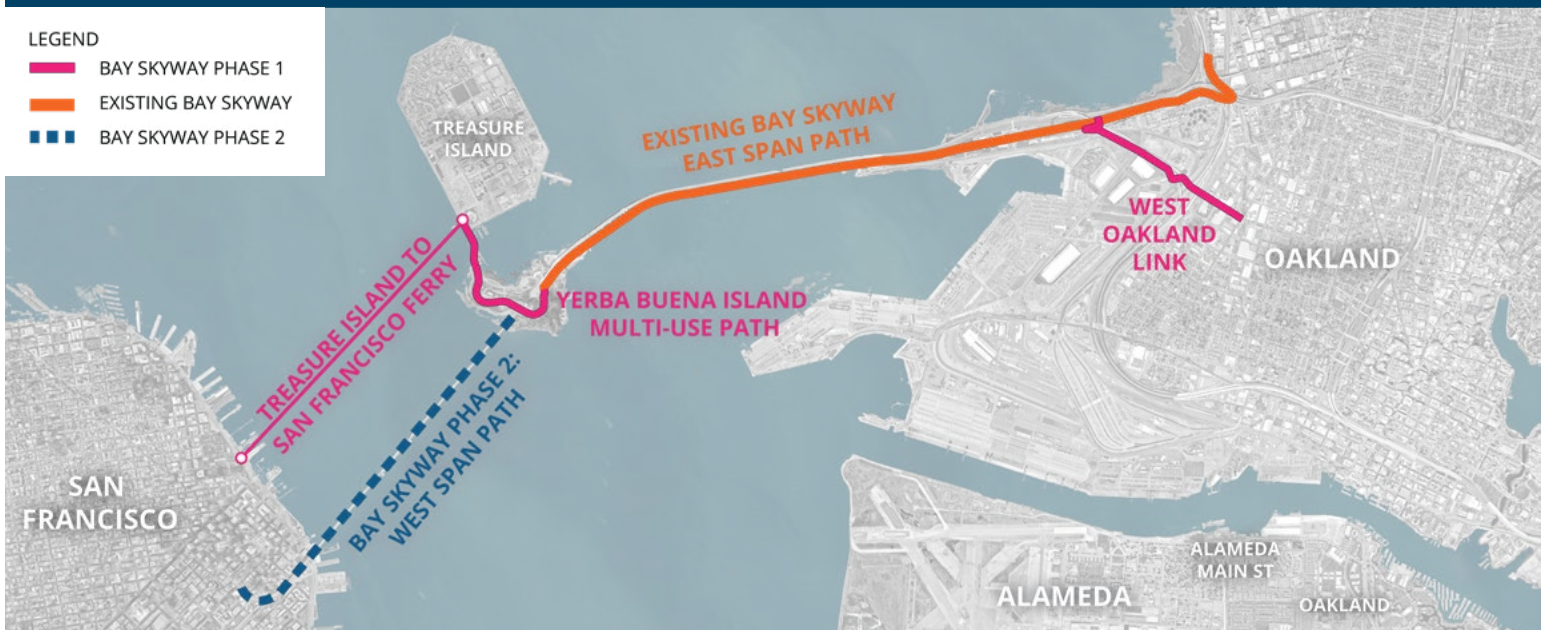 LEGEND
BAY SKYWAY PHASE 1
EXISTING BAY SKYWAY
BAY SKYWAY PHASE 2
TREASURE
ISLAND
EXISTING BAY SKYWAY
EAST SPAN PATH
WEST
OAKLAND
LINK
OAKLAND
TREASURE ISLAND TO
SAN FRANCISCO FERRY
YERBA BUENA ISLAND
MULTI-USE PATH
BAY SKYWAY PHASE 2:
WEST SPAN PATH
SAN
FRANCISCO
ALAMEDA
MAIN ST
ALAMEDA
OAKLAND